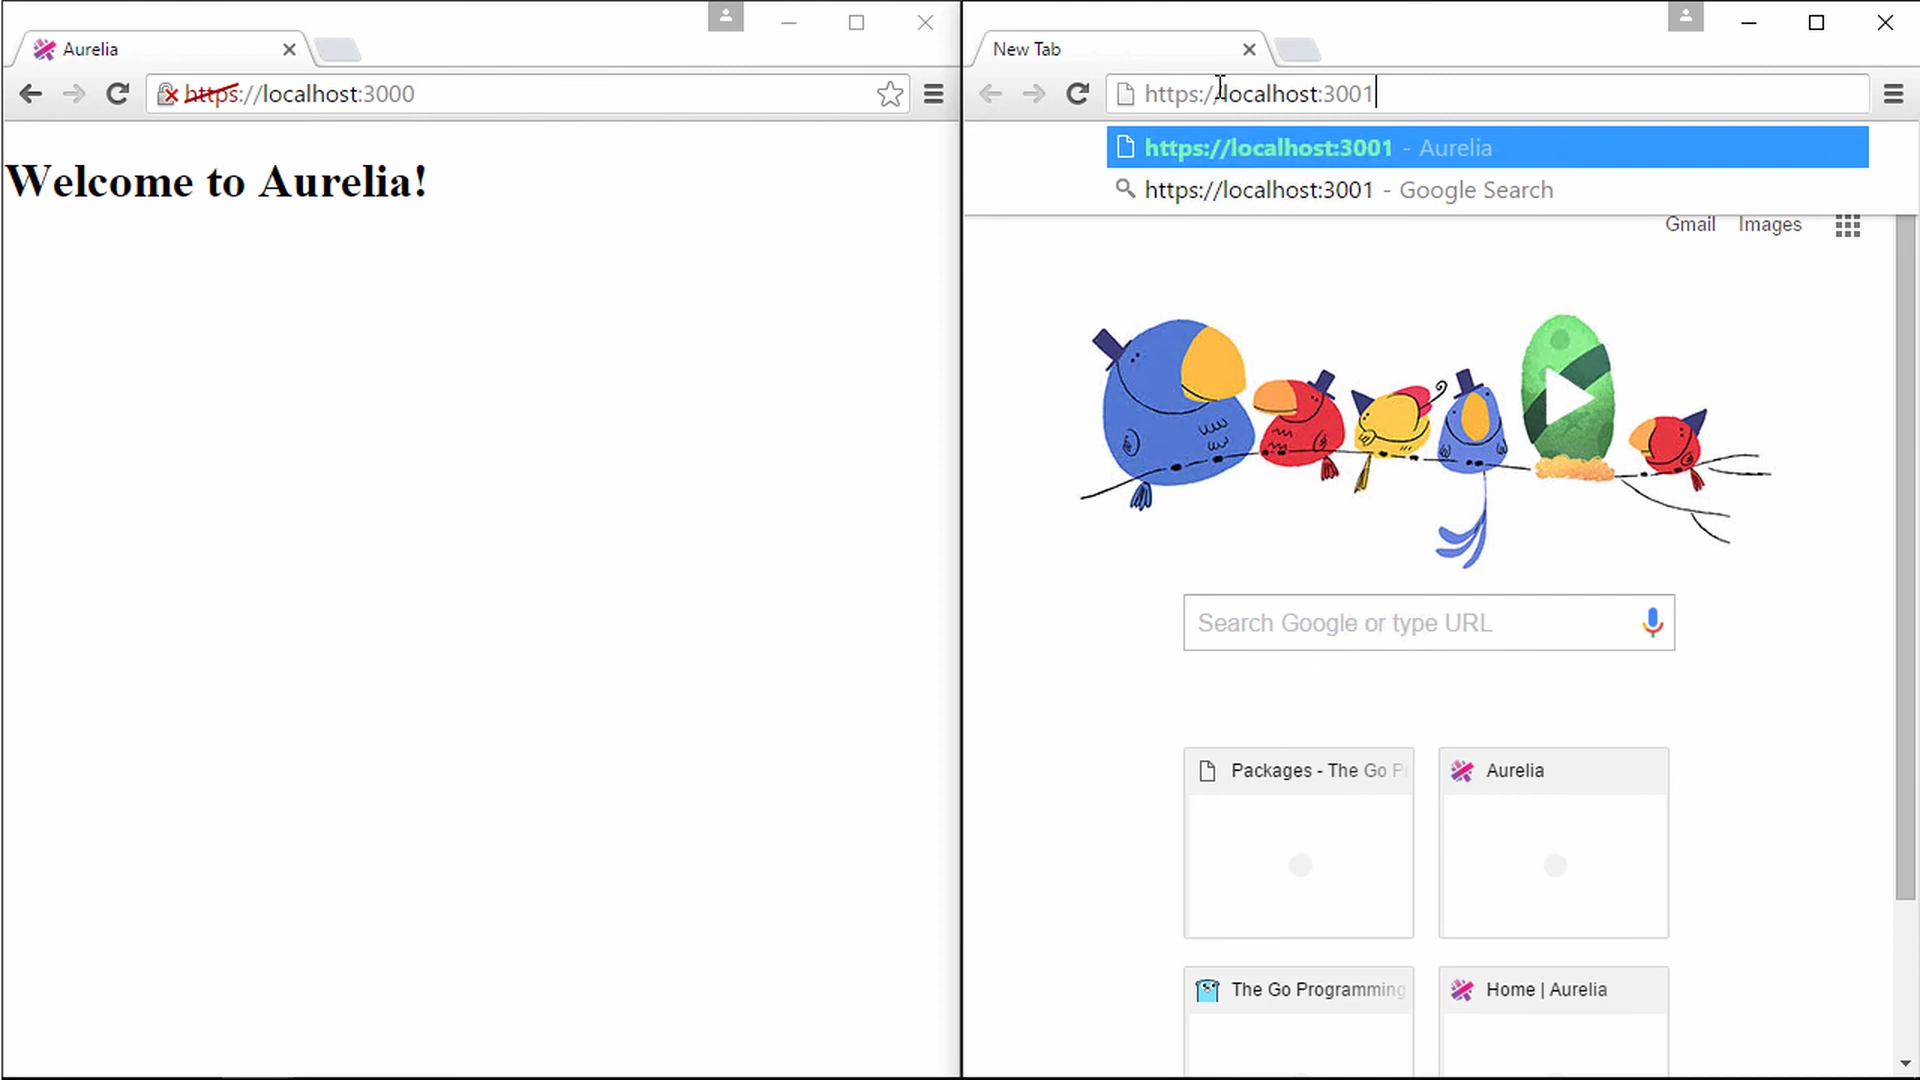 Aurelia
https://localhost:3000
Welcome to Aurelia!
New Tab
https://localhost:3001
https://localhost:3001 - Aurelia
https://localhost:3001 - Google Search
Gmail Images
Search Google or type URL
Packages - The Go Pr
Aurelia
The Go Programming
Home | Aurelia